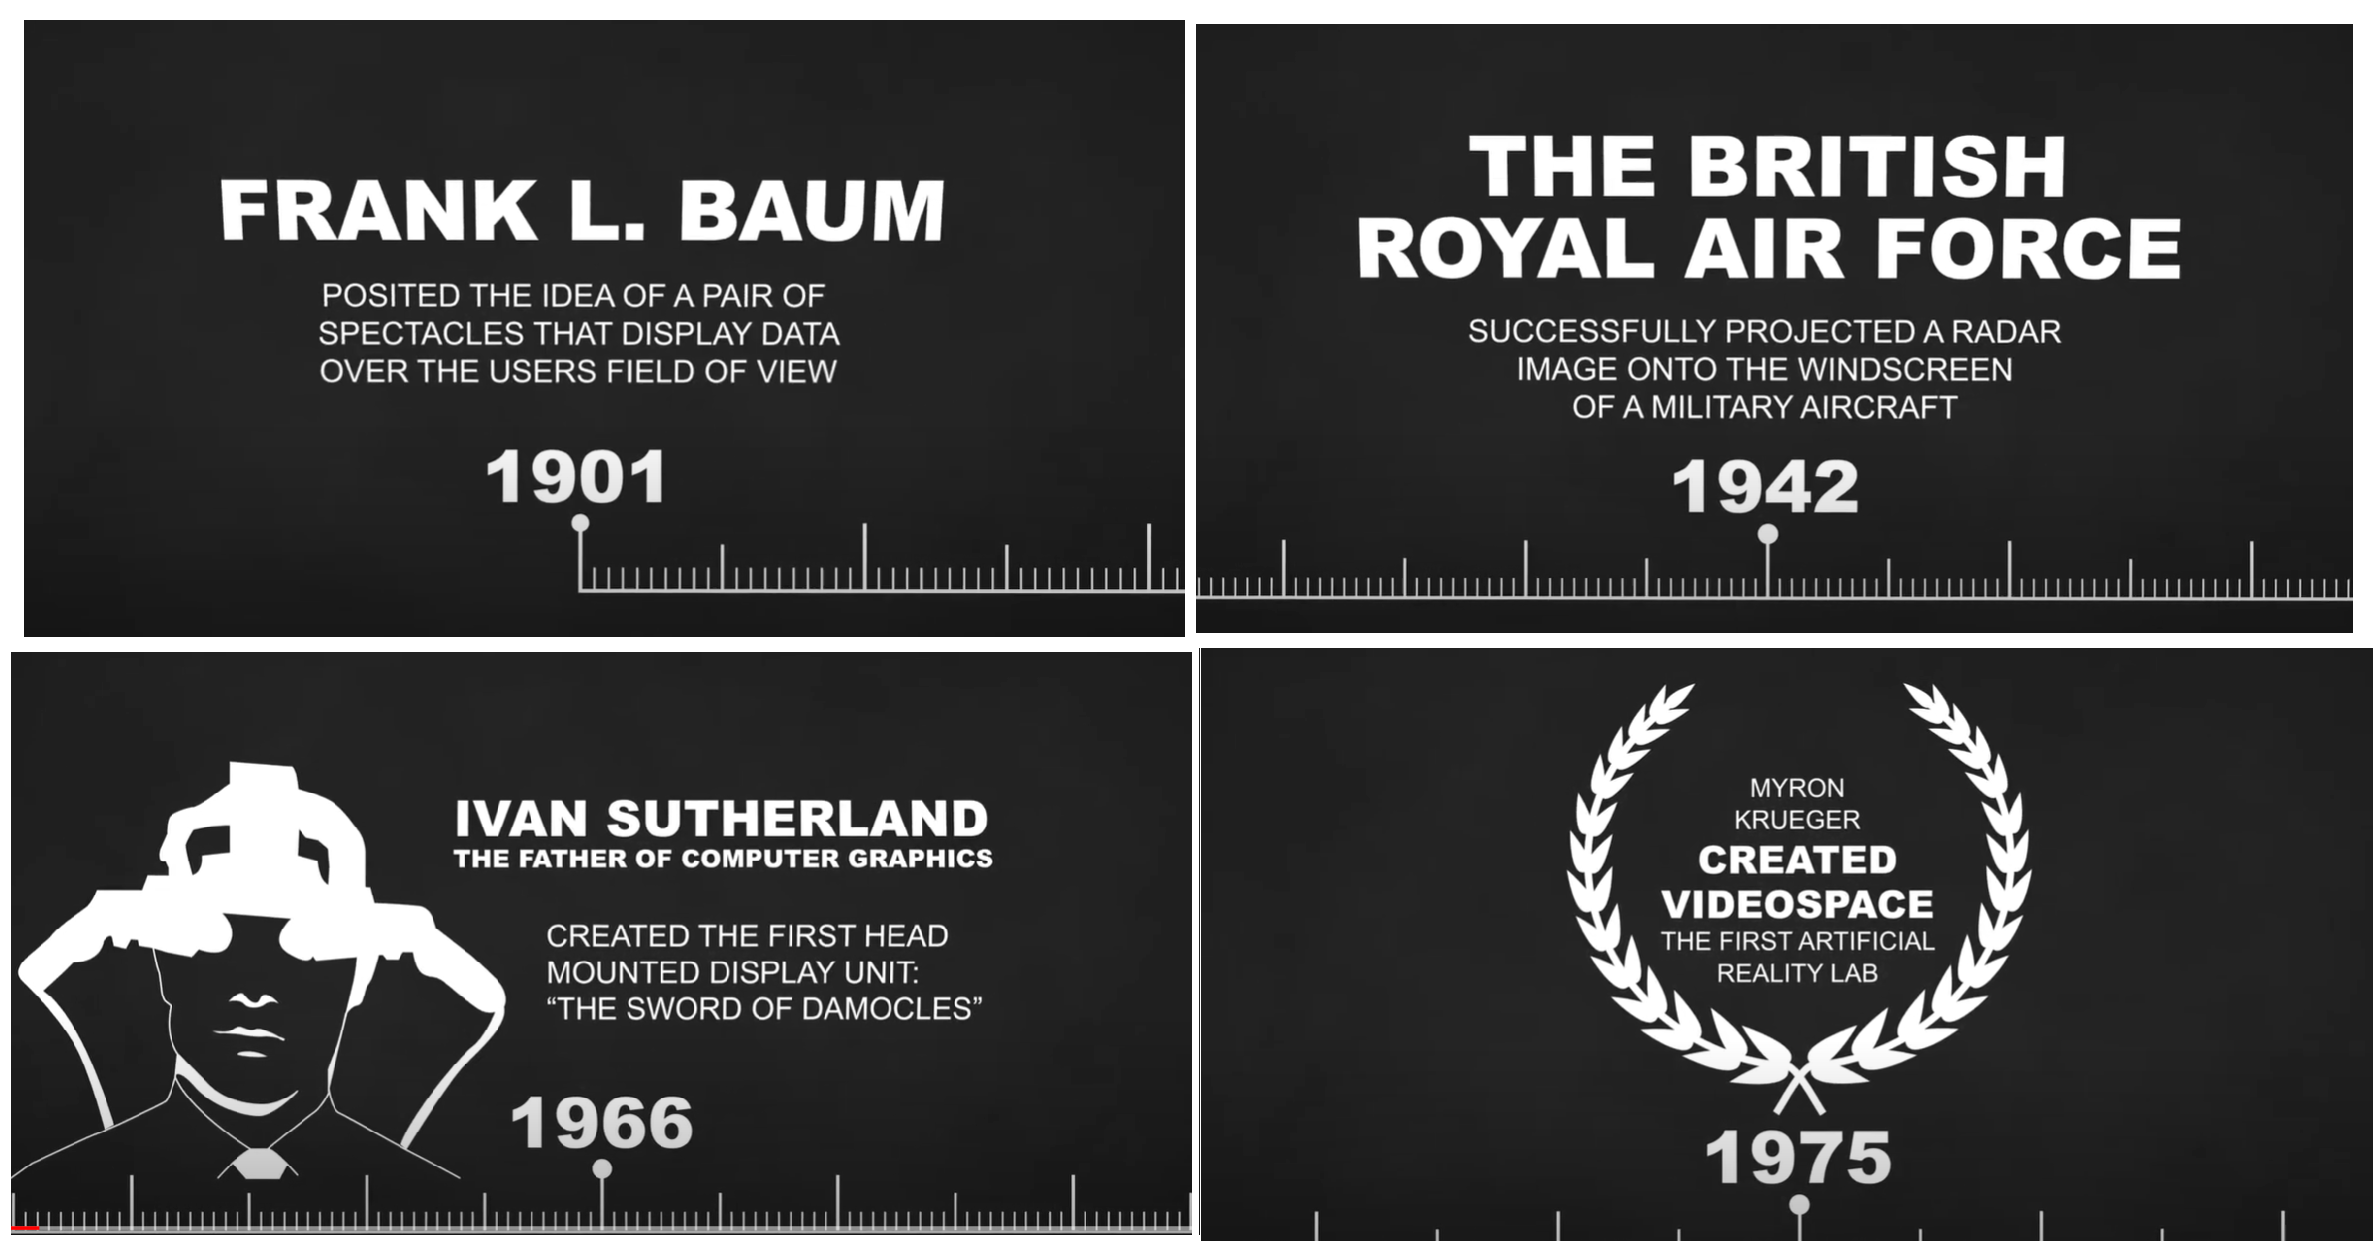 FRANK L. BAUM
POSITED THE IDEA OF A PAIR OF
SPECTACLES THAT DISPLAY DATA
OVER THE USERS FIELD OF VIEW
1901
THE BRITISH
ROYAL AIR FORCE
SUCCESSFULLY PROJECTED A RADAR
IMAGE ONTO THE WINDSCREEN
OF A MILITARY AIRCRAFT
1942
IVAN SUTHERLAND
THE FATHER OF COMPUTER GRAPHICS
CREATED THE FIRST HEAD
MOUNTED DISPLAY UNIT:
“THE SWORD OF DAMOCLES”
1966
MYRON
KRUEGER
CREATED
VIDEOSPACE
THE FIRST ARTIFICIAL
REALITY LAB
1975